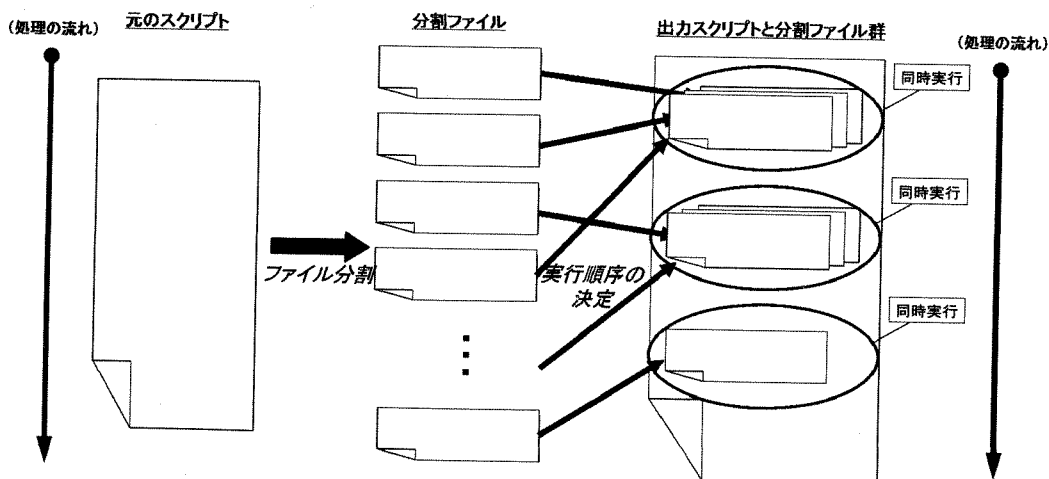 (処理の流れ)
元のスクリプト
分割ファイル
出力スクリプトと分割ファイル群
(処理の流れ)
同時実行
同時実行
ファイル分割
実行順序の
決定
同時実行